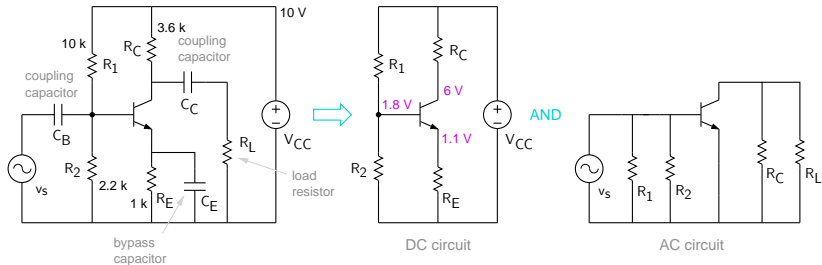 10 V
3.6 k
10 k
R1
RC
coupling
capacitor
coupling
capacitor
CB
CC
RL
VCC
vs
R2
2.2 k
RE
1 k
CE
load
resistor
bypass
capacitor
R1
RC
6 V
1.8 V
1.1 V
VCC
R2
RE
DC circuit
AND
vs
R1
R2
RC
RL
AC circuit